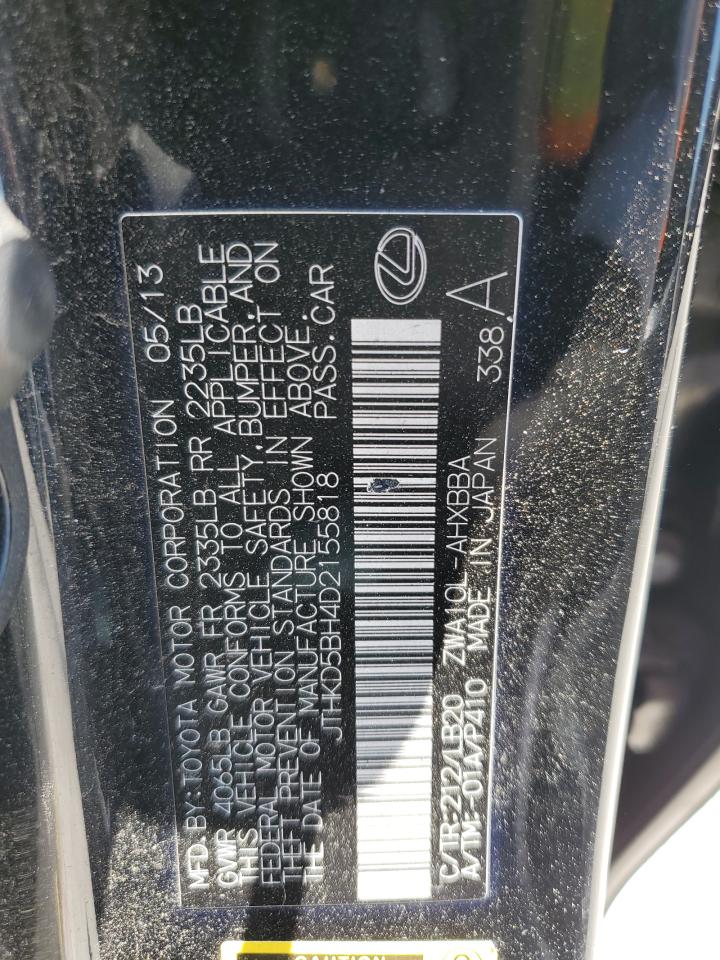 MFD. BY: TOYOTA MOTOR CORPORATION 05/13
GVWR 4065LB GAWR FR 2335LB RR 2235LB
THIS VEHICLE CONFORMS TO ALL APPLICABLE
FEDERAL MOTOR VEHICLE SAFETY, BUMPER, AND
THEFT PREVENTION STANDARDS IN EFFECT ON
THE DATE OF MANUFACTURE SHOWN ABOVE.
JTHKD5BH4D2155818 PASS. CAR
C/TR:212/LB20 ZWA10L-AHXBBA 338 A
A/TM:-01A/P410 MADE IN JAPAN
CAUTION